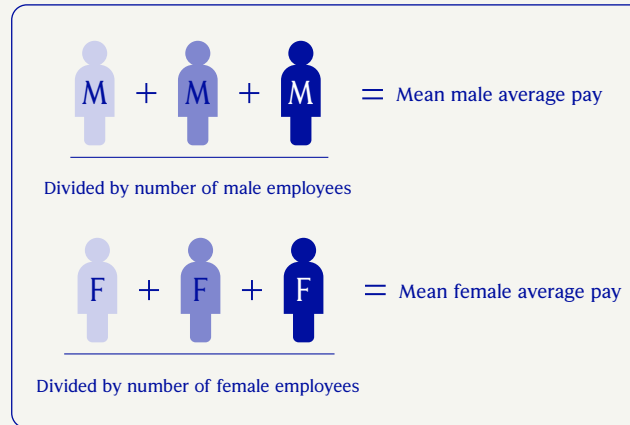 M + M + M = Mean male average pay
Divided by number of male employees
F + F + F = Mean female average pay
Divided by number of female employees